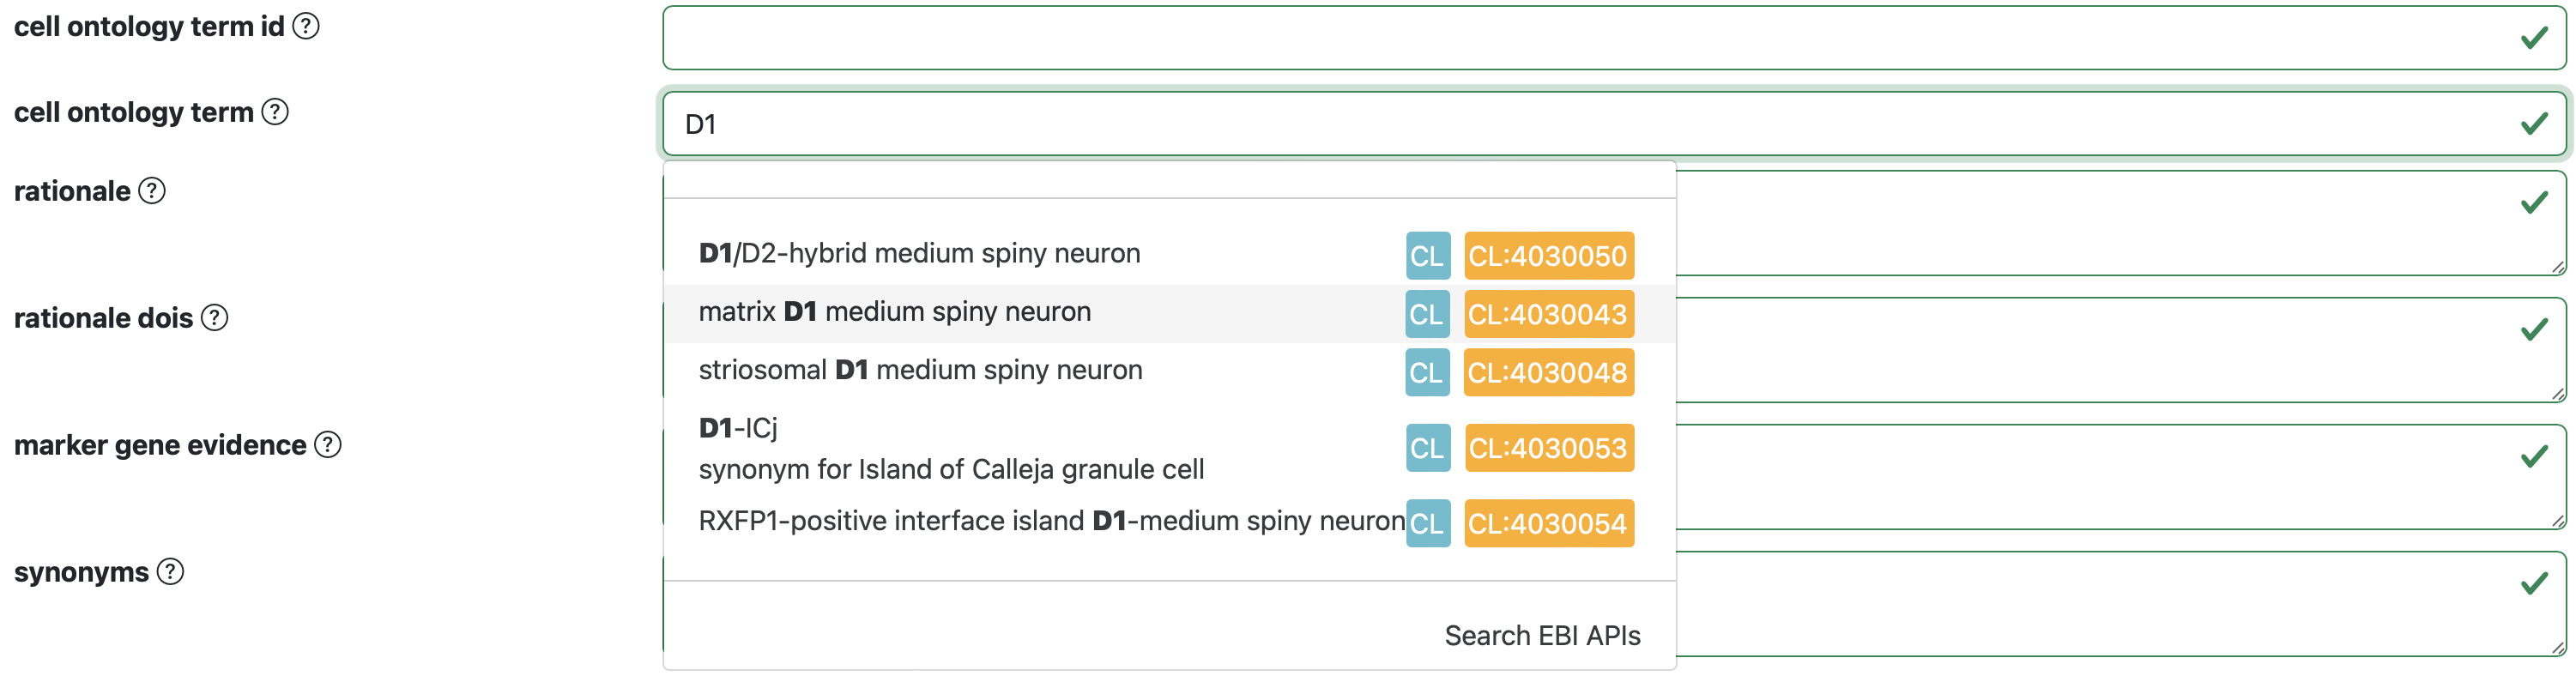 cell ontology term id ?
cell ontology term ?
D1
rationale ?
D1/D2-hybrid medium spiny neuron CL CL:4030050
matrix D1 medium spiny neuron CL CL:4030043
rationale dois ?
striosomal D1 medium spiny neuron CL CL:4030048
D1-ICj
marker gene evidence ?
CL CL:4030053
synonym for Island of Calleja granule cell
RXFP1-positive interface island D1-medium spiny neuron CL CL:4030054
synonyms ?
Search EBI APIs